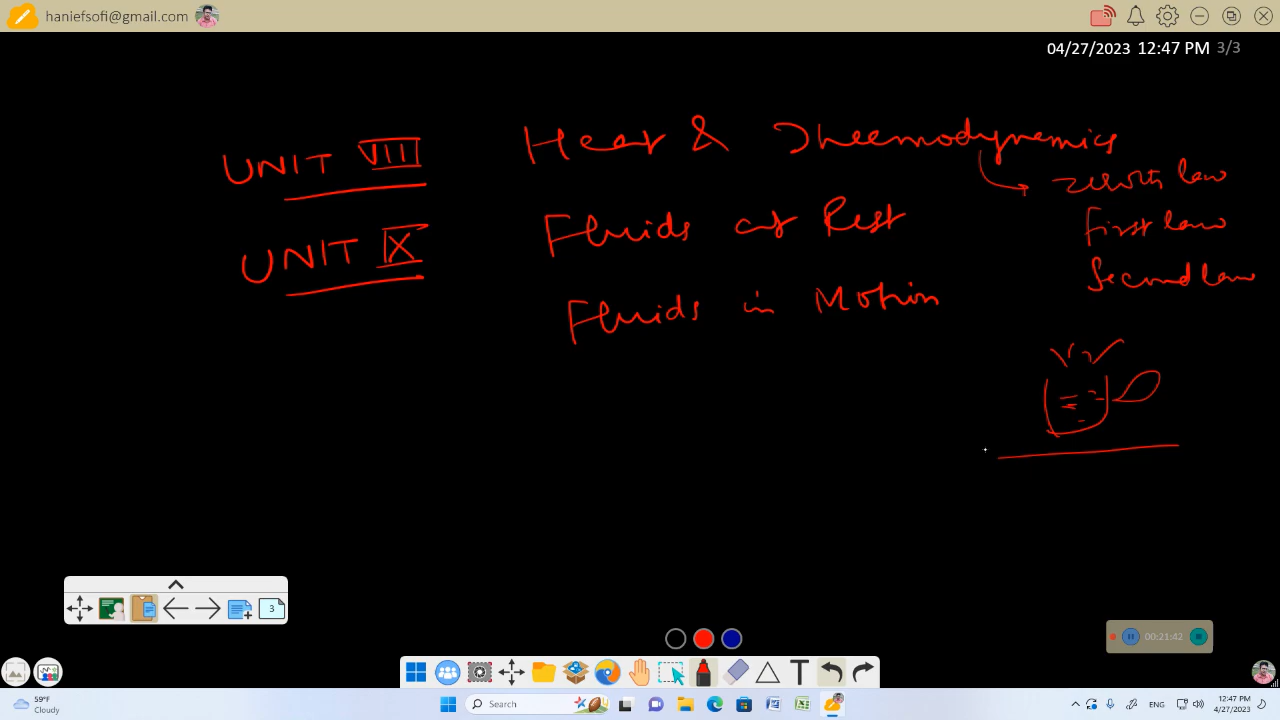 haniefsofi@gmail.com
04/27/2023 12:47 PM 3/3
UNIT VIII Heat & Thermodynamics
zeroth law
First law
Second law
UNIT IX Fluids at Rest
Fluids in Motion
3
00:21:42
T
59°F
Cloudy
Search
ENG
12:47 PM
4/27/2023